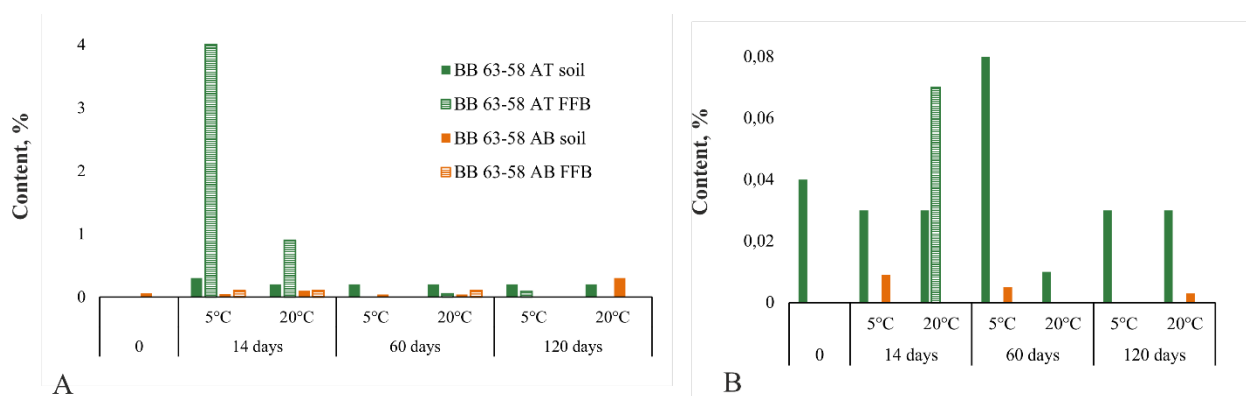 Content, %
4
3
2
1
0
BB 63-58 AT soil
BB 63-58 AT FFB
BB 63-58 AB soil
BB 63-58 AB FFB
5°C 20°C 5°C 20°C 5°C 20°C
0 14 days 60 days 120 days
A
Content, %
0,08
0,06
0,04
0,02
0
5°C 20°C 5°C 20°C 5°C 20°C
0 14 days 60 days 120 days
B